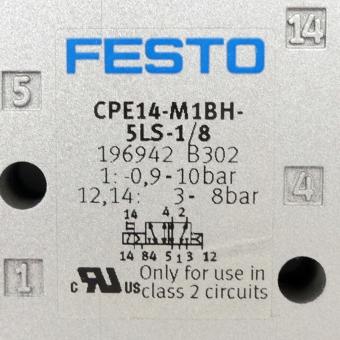 FESTO
14
5
CPE14-M1BH-
5LS-1/8
196942 B302
1: -0,9-10bar
12,14: 3- 8bar
4
14 4 2
14 84 5 1 3 12
1
c RU US Only for use in
class 2 circuits